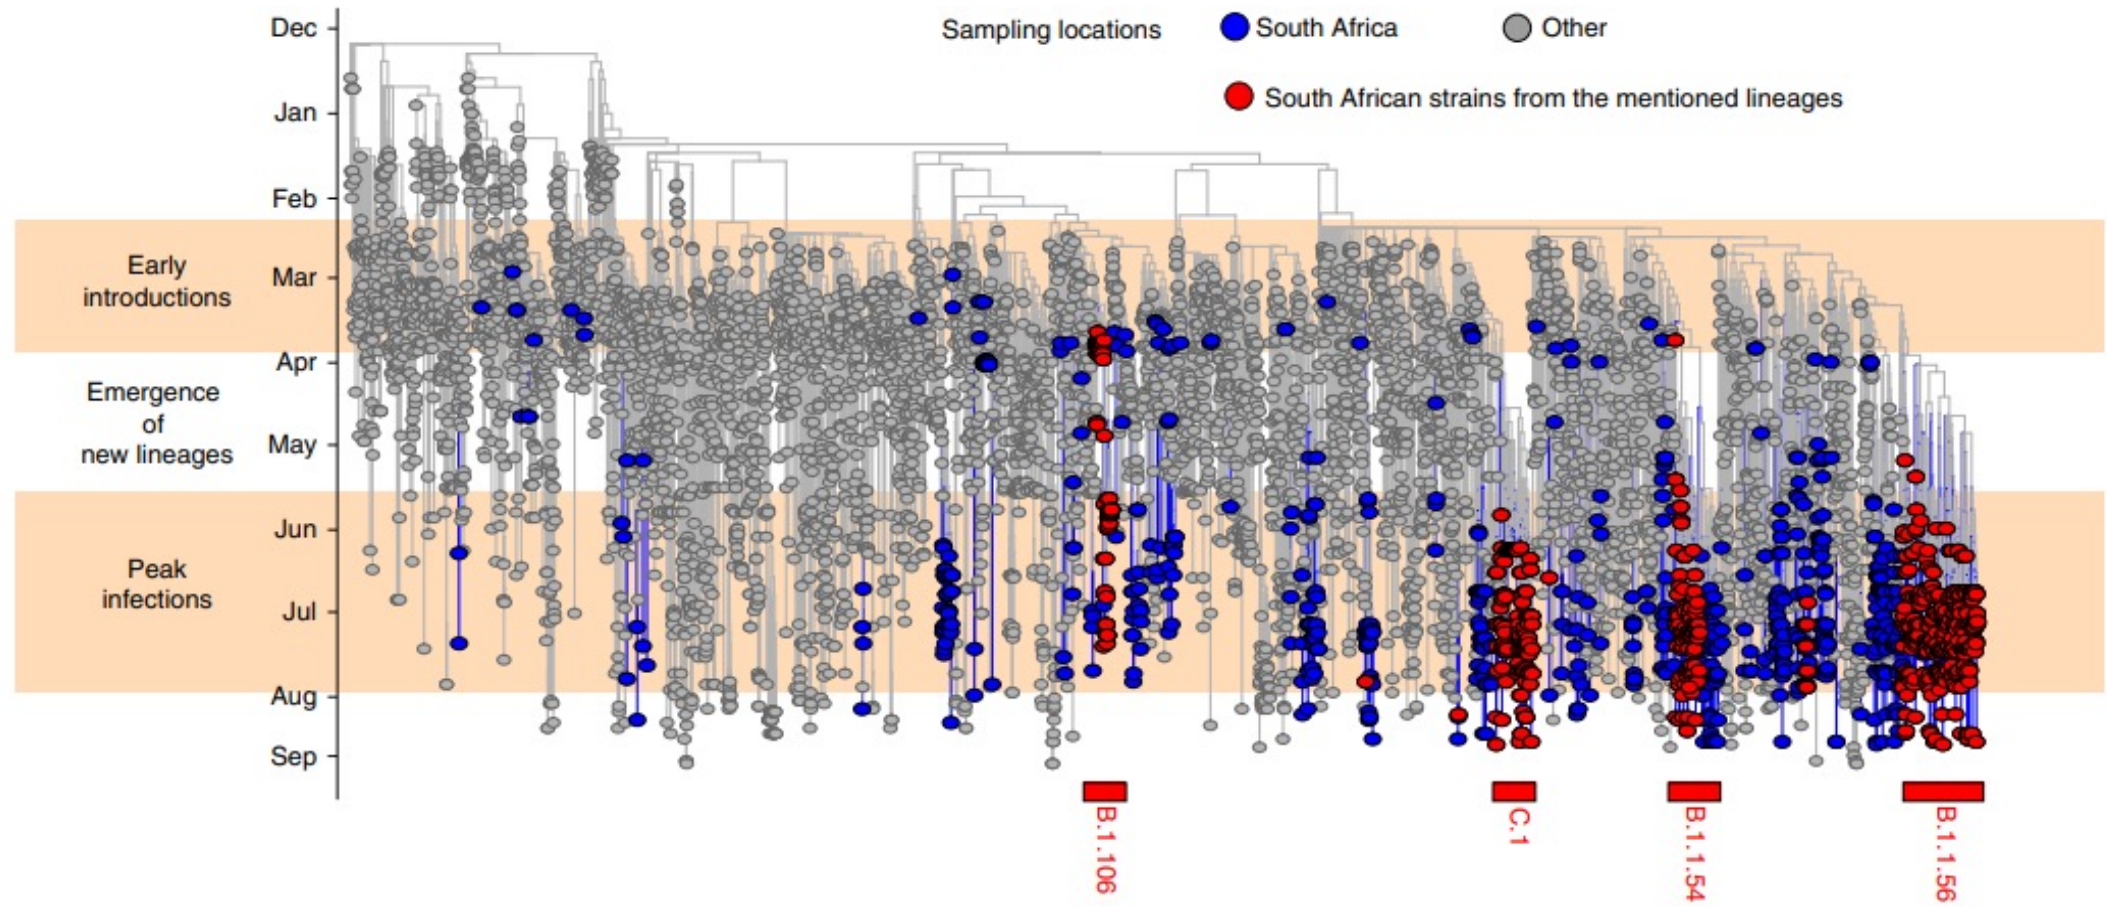 Sampling locations South Africa Other
South African strains from the mentioned lineages
Dec
Jan
Feb
Mar
Apr
May
Jun
Jul
Aug
Sep
Early
introductions
Emergence
of
new lineages
Peak
infections
B.1.106
C.1
B.1.1.54
B.1.1.56